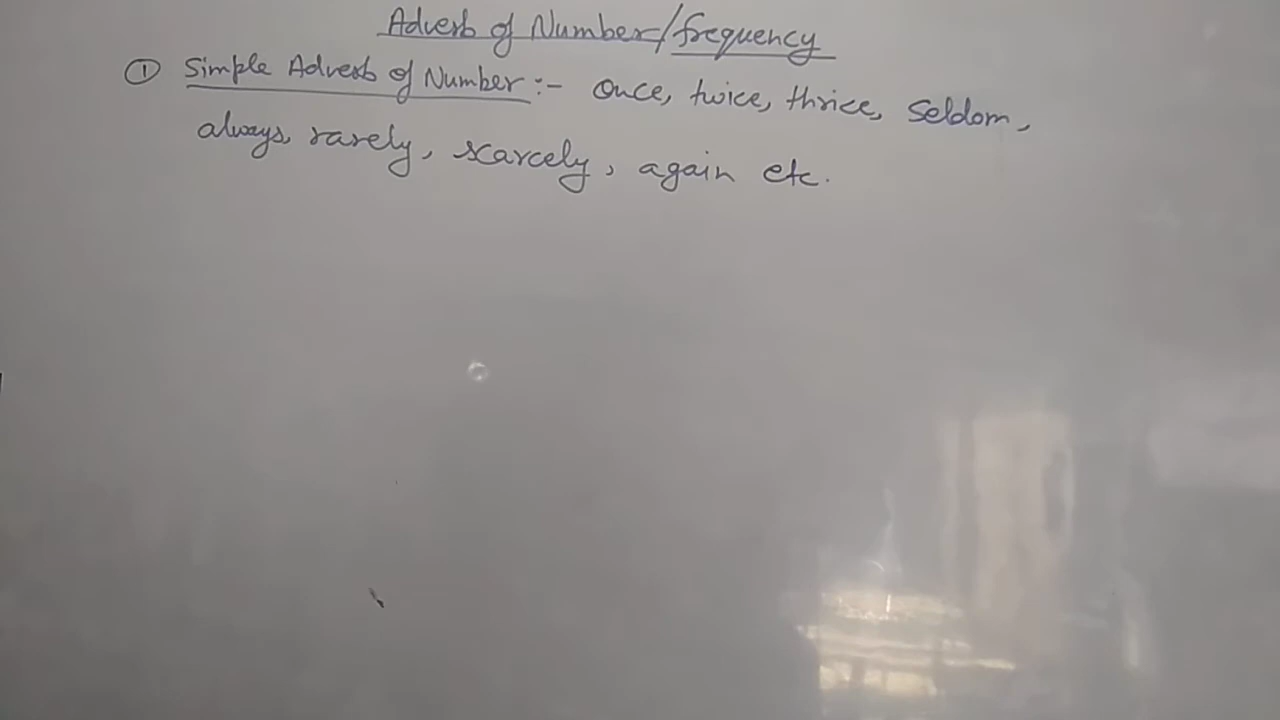 Adverb of Number/frequency
① Simple Adverb of Number :- Once, twice, thrice, Seldom,
always, rarely, scarcely, again etc.